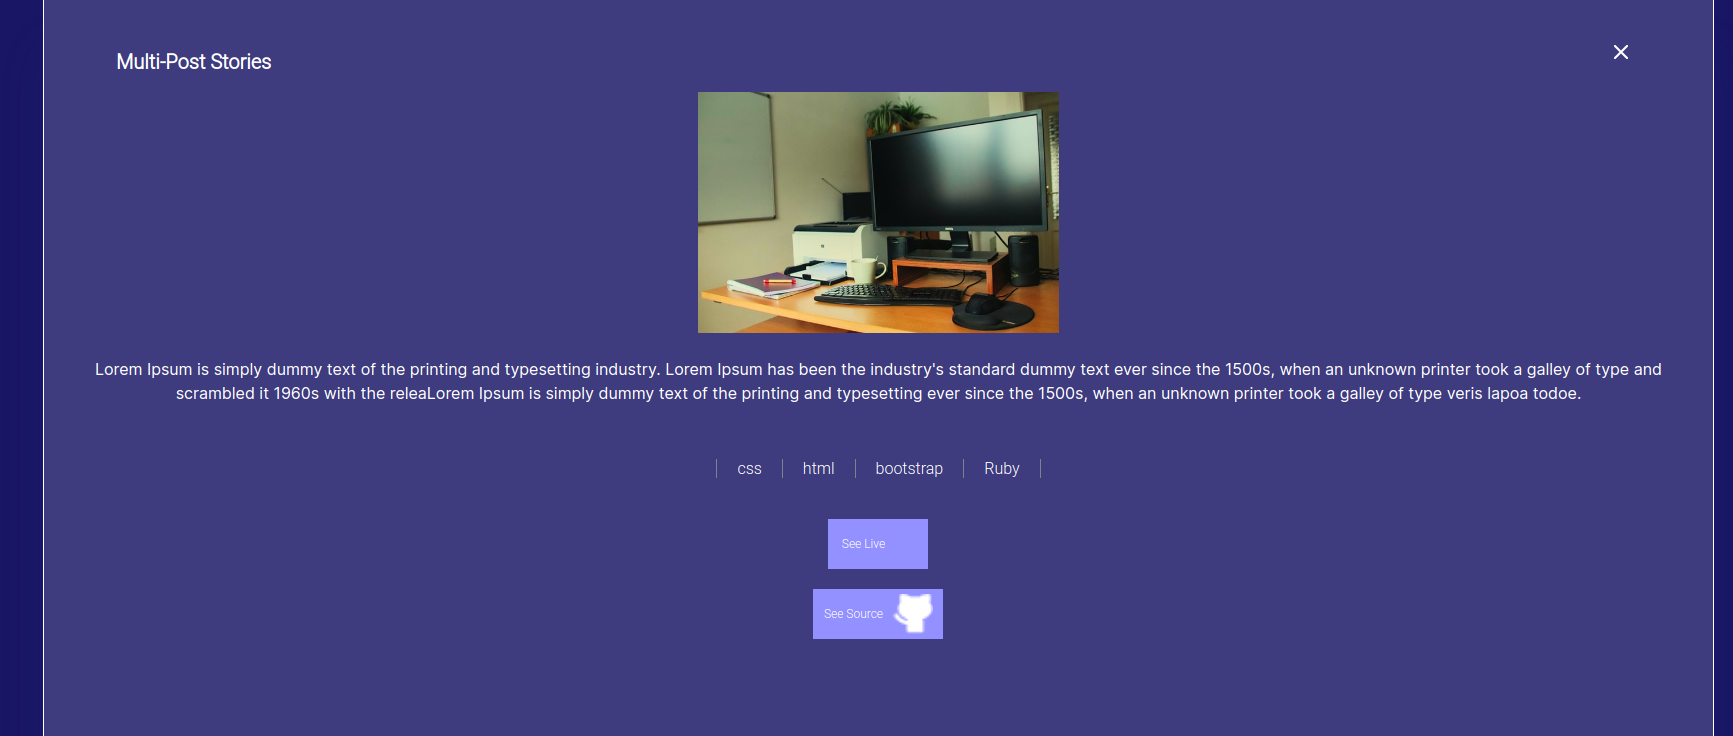 Multi-Post Stories
Lorem Ipsum is simply dummy text of the printing and typesetting industry. Lorem Ipsum has been the industry's standard dummy text ever since the 1500s, when an unknown printer took a galley of type and
scrambled it 1960s with the releaLorem Ipsum is simply dummy text of the printing and typesetting ever since the 1500s, when an unknown printer took a galley of type veris lapoa todoe.
css html bootstrap Ruby
See Live
See Source